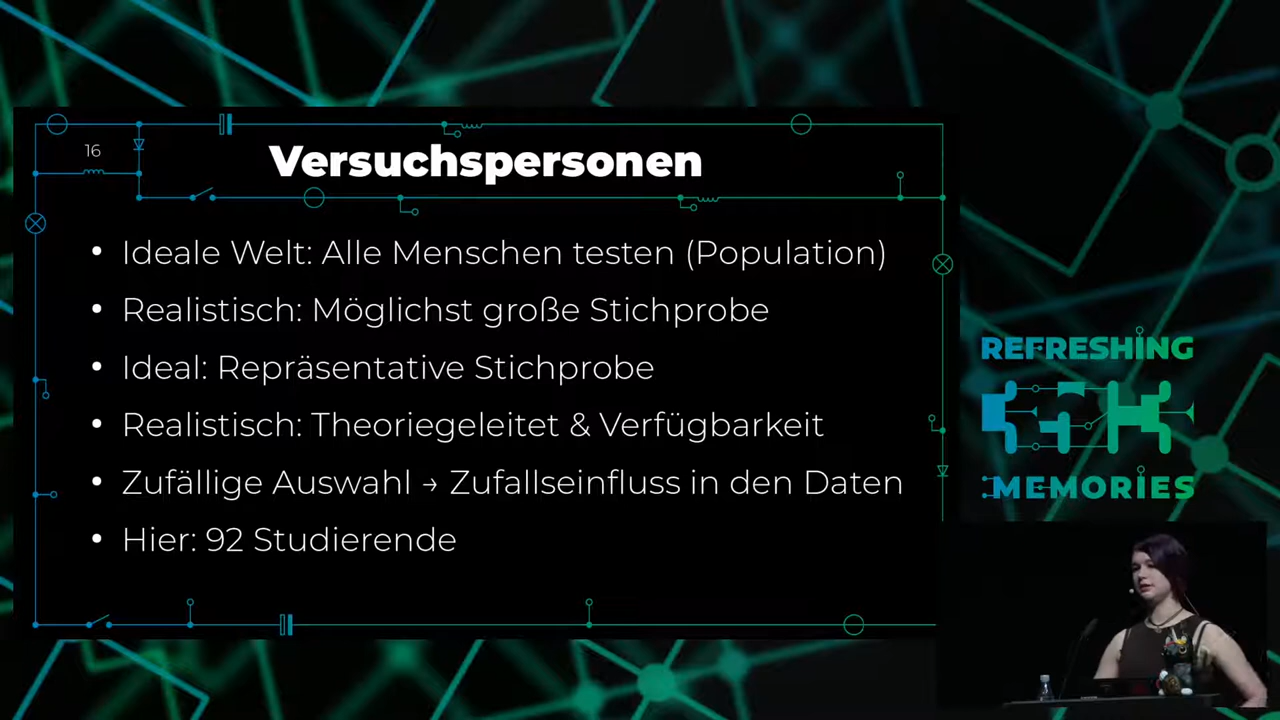 16
Versuchspersonen
• Ideale Welt: Alle Menschen testen (Population)
• Realistisch: Möglichst große Stichprobe
• Ideal: Repräsentative Stichprobe
• Realistisch: Theoriegeleitet & Verfügbarkeit
• Zufällige Auswahl → Zufallseinfluss in den Daten
• Hier: 92 Studierende
REFRESHING
MEMORIES